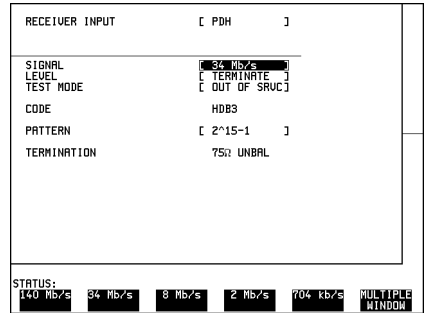 RECEIVER INPUT [ PDH ]
SIGNAL [ 34 Mb/s ]
LEVEL [ TERMINATE ]
TEST MODE [ OUT OF SRVC]
CODE HDB3
PATTERN [ 2^15-1 ]
TERMINATION 75Ω UNBAL
STATUS:
140 Mb/s 34 Mb/s 8 Mb/s 2 Mb/s 704 kb/s MULTIPLE
WINDOW